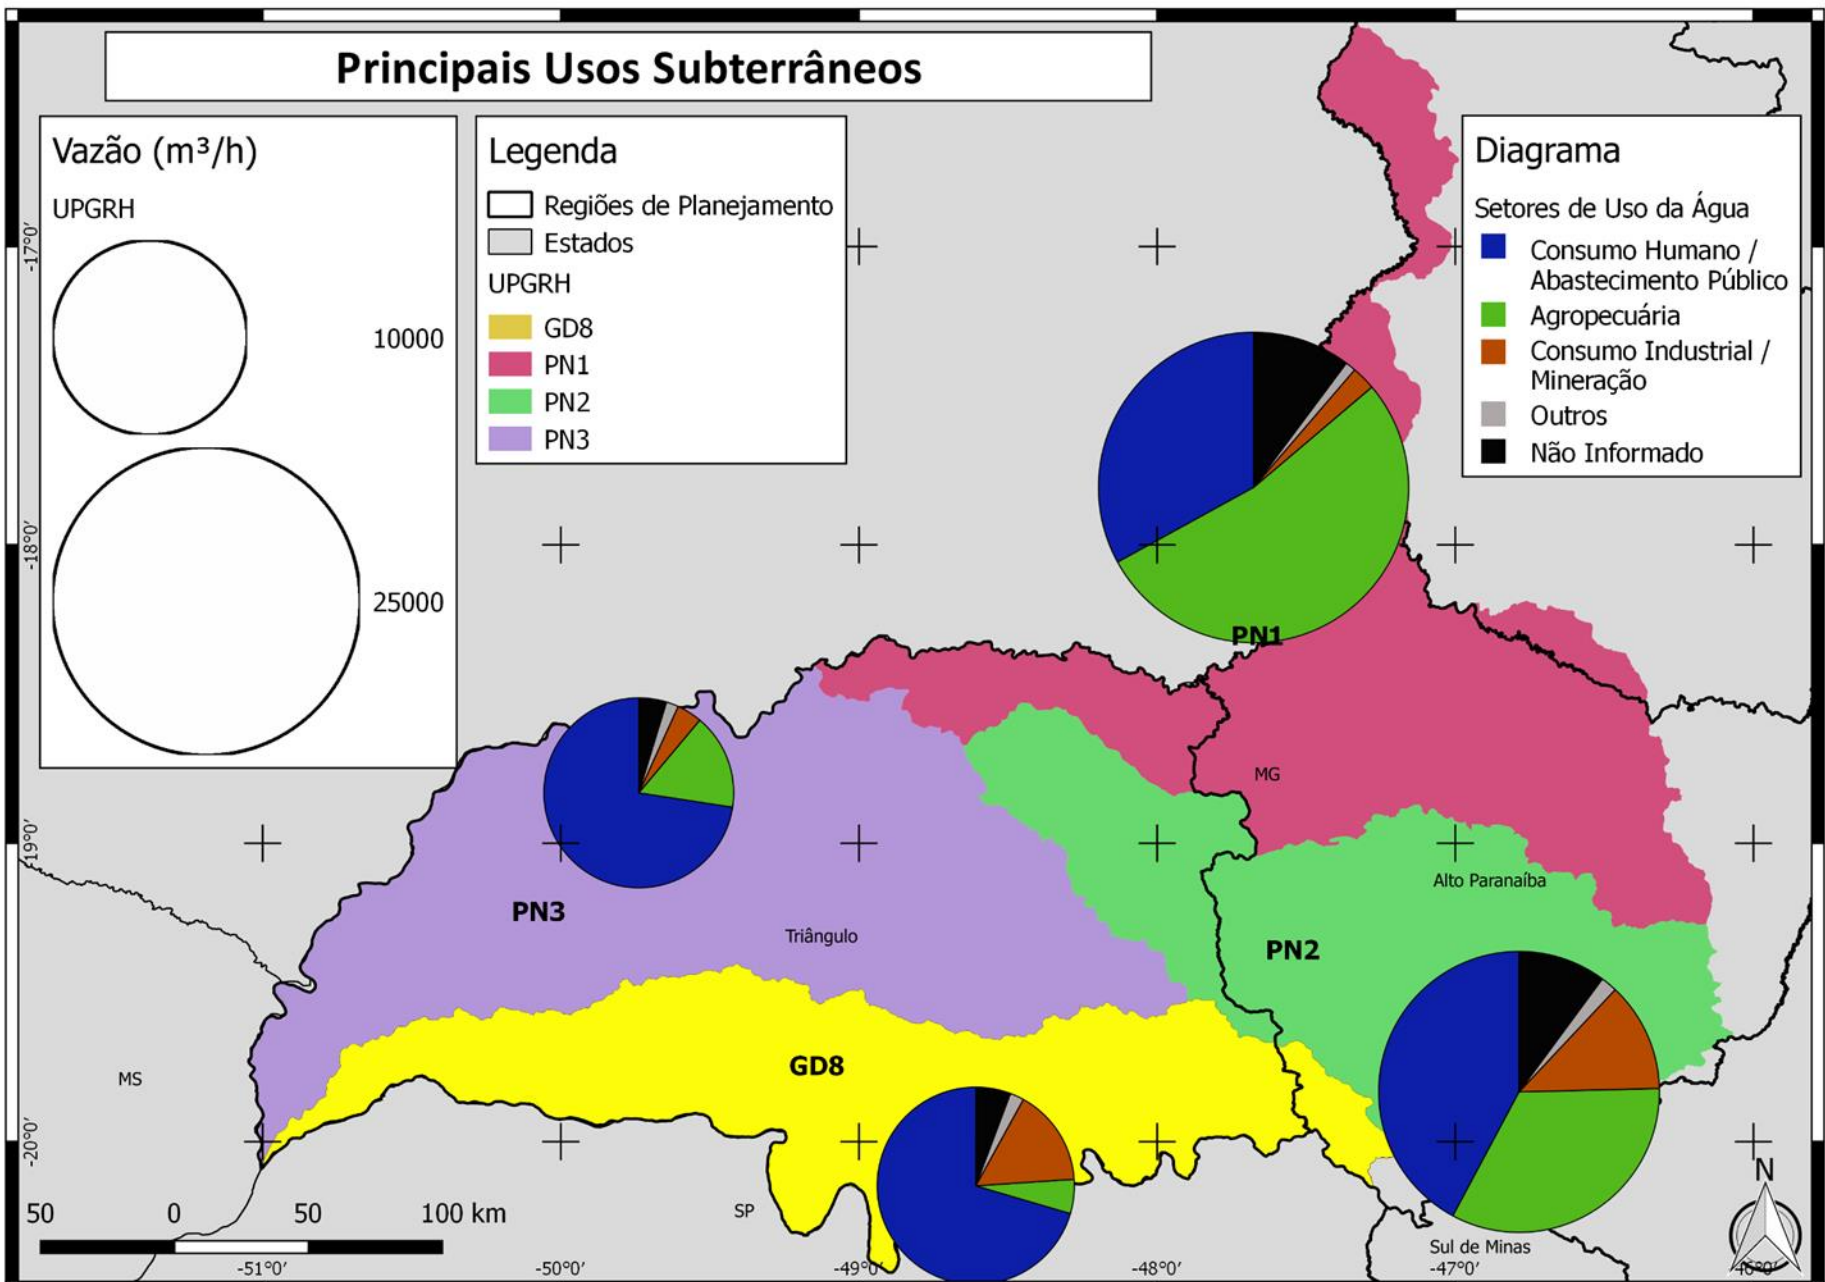 Principais Usos Subterrâneos
Vazão (m³/h)
UPGRH
10000
25000
Legenda
Regiões de Planejamento
Estados
UPGRH
GD8
PN1
PN2
PN3
Diagrama
Setores de Uso da Água
Consumo Humano /
Abastecimento Público
Agropecuária
Consumo Industrial /
Mineração
Outros
Não Informado
-17°0'
-18°0'
-19°0'
-20°0'
PN1
MG
Alto Paranaíba
PN3
Triângulo
PN2
GD8
MS
SP
Sul de Minas
N
50 0 50 100 km
-51°0' -50°0' -49°0' -48°0' -47°0' -46°0'